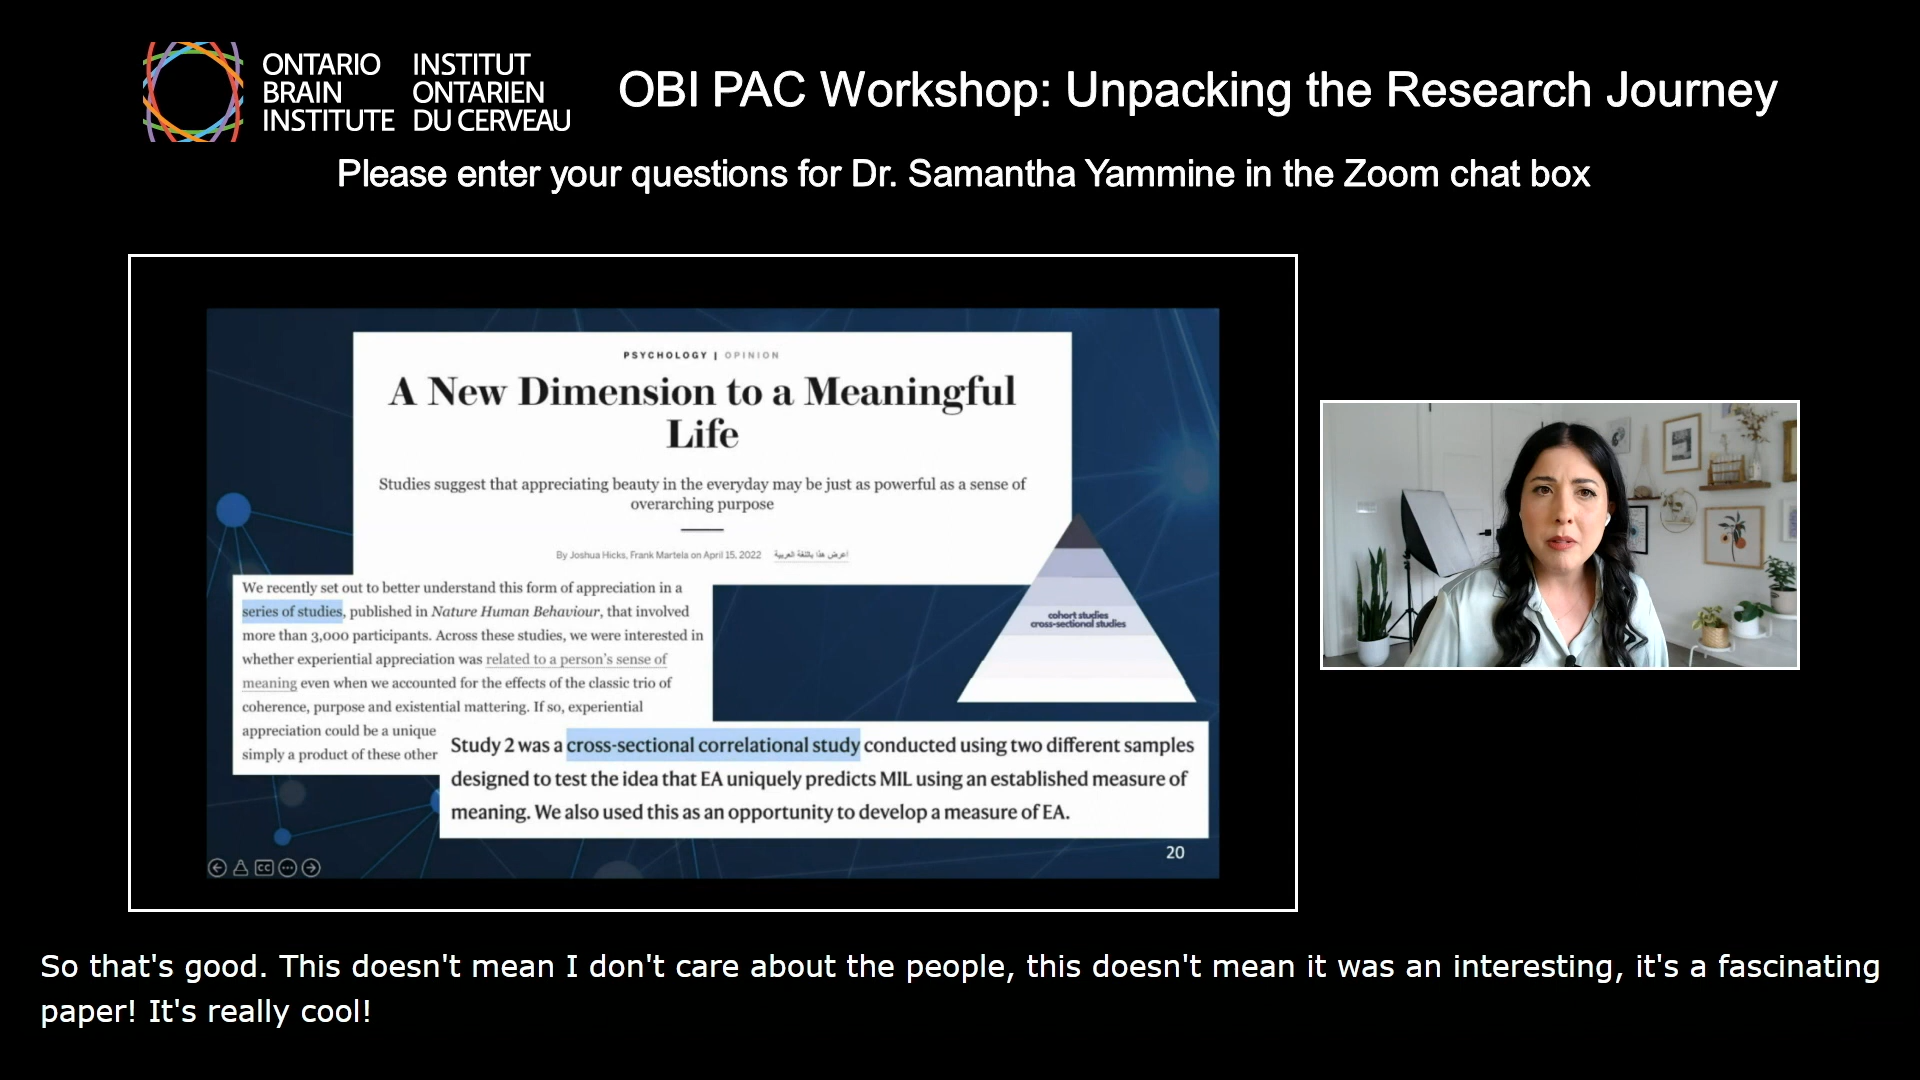 ONTARIO
BRAIN
INSTITUTE
INSTITUT
ONTARIEN
DU CERVEAU
OBI PAC Workshop: Unpacking the Research Journey
Please enter your questions for Dr. Samantha Yammine in the Zoom chat box
PSYCHOLOGY | OPINION
A New Dimension to a Meaningful
Life
Studies suggest that appreciating beauty in the everyday may be just as powerful as a sense of
overarching purpose
By Joshua Hicks, Frank Martela on April 15, 2022 اعرض هذا باللغة العربية
We recently set out to better understand this form of appreciation in a
series of studies, published in Nature Human Behaviour, that involved
more than 3,000 participants. Across these studies, we were interested in
whether experiential appreciation was related to a person's sense of
meaning even when we accounted for the effects of the classic trio of
coherence, purpose and existential mattering. If so, experiential
appreciation could be a unique
simply a product of these other
cohort studies
cross-sectional studies
Study 2 was a cross-sectional correlational study conducted using two different samples
designed to test the idea that EA uniquely predicts MIL using an established measure of
meaning. We also used this as an opportunity to develop a measure of EA.
CC
20
So that's good. This doesn't mean I don't care about the people, this doesn't mean it was an interesting, it's a fascinating
paper! It's really cool!